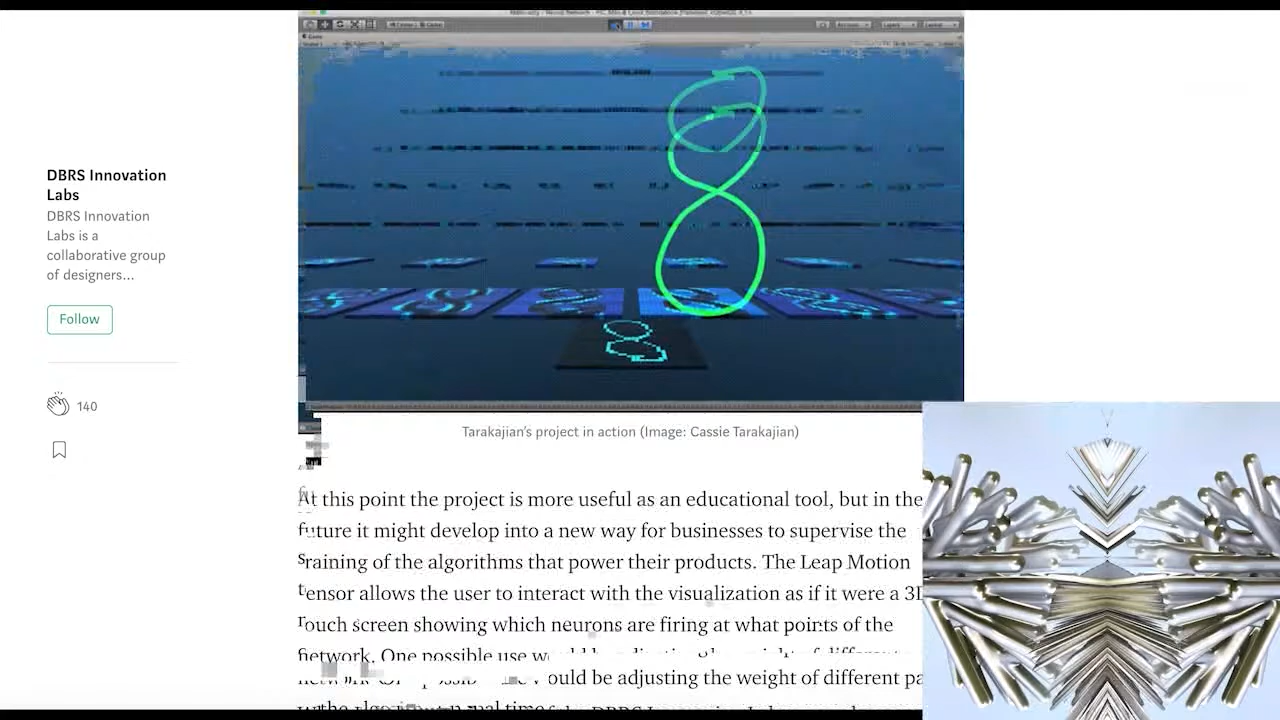 DBRS Innovation
Labs
DBRS Innovation
Labs is a
collaborative group
of designers...
Follow
140
Tarakajian's project in action (Image: Cassie Tarakajian)
At this point the project is more useful as an educational tool, but in the
future it might develop into a new way for businesses to supervise the
raining of the algorithms that power their products. The Leap Motion
ensor allows the user to interact with the visualization as if it were a 3D
ouch screen showing which neurons are firing at what points of the
network. One possible use
ould be adjusting the weight of different pa